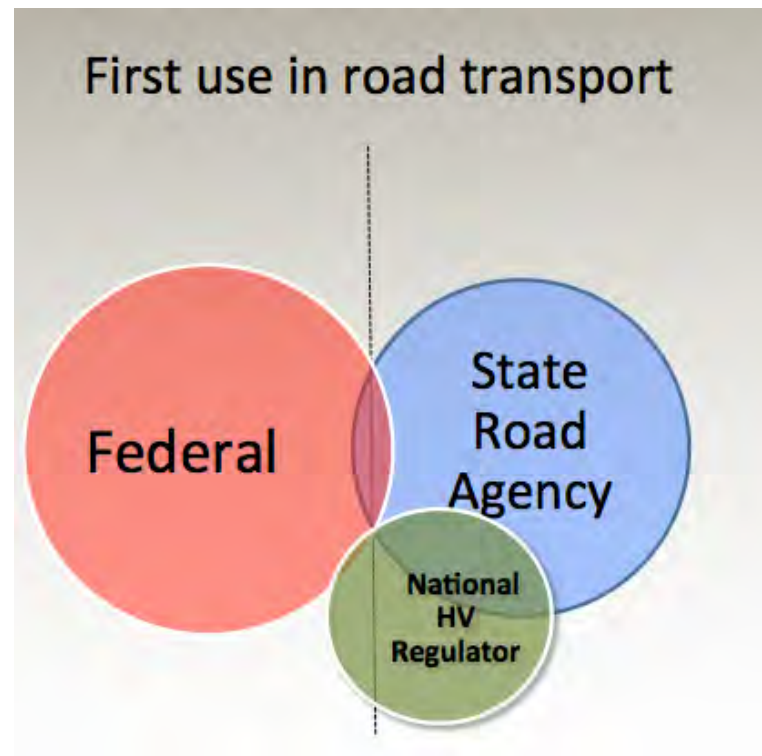 First use in road transport
Federal
State
Road
Agency
National
HV
Regulator